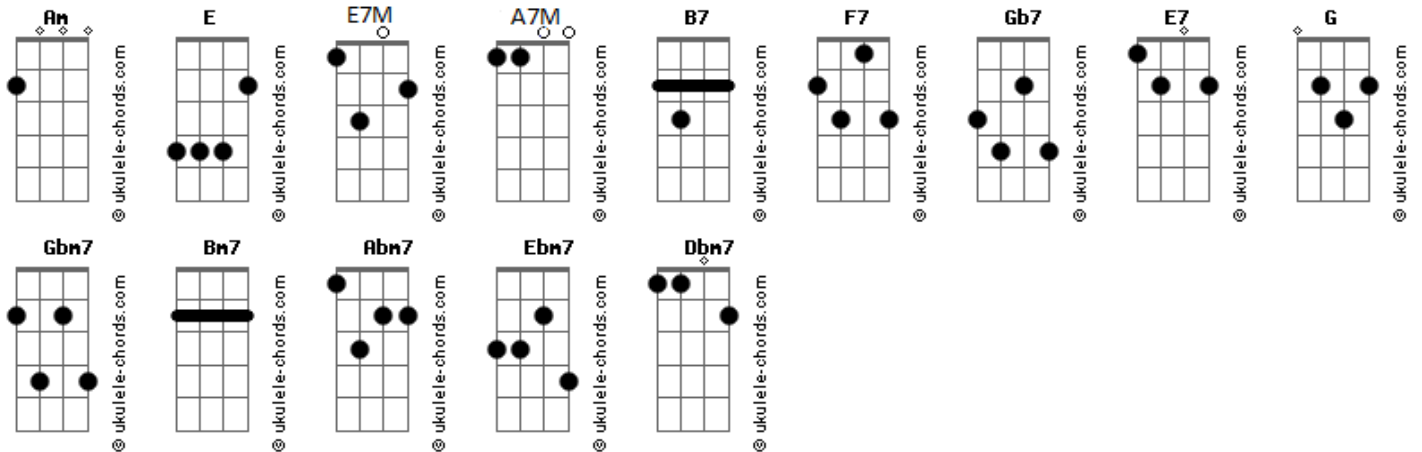 Am E E7M A7M B7 F7 Gb7 E7 G
© ukulele-chords.com © ukulele-chords.com © ukulele-chords.com © ukulele-chords.com © ukulele-chords.com © ukulele-chords.com © ukulele-chords.com © ukulele-chords.com © ukulele-chords.com
Gbm7 Bm7 Abm7 Ebm7 Dbm7
© ukulele-chords.com © ukulele-chords.com © ukulele-chords.com © ukulele-chords.com © ukulele-chords.com